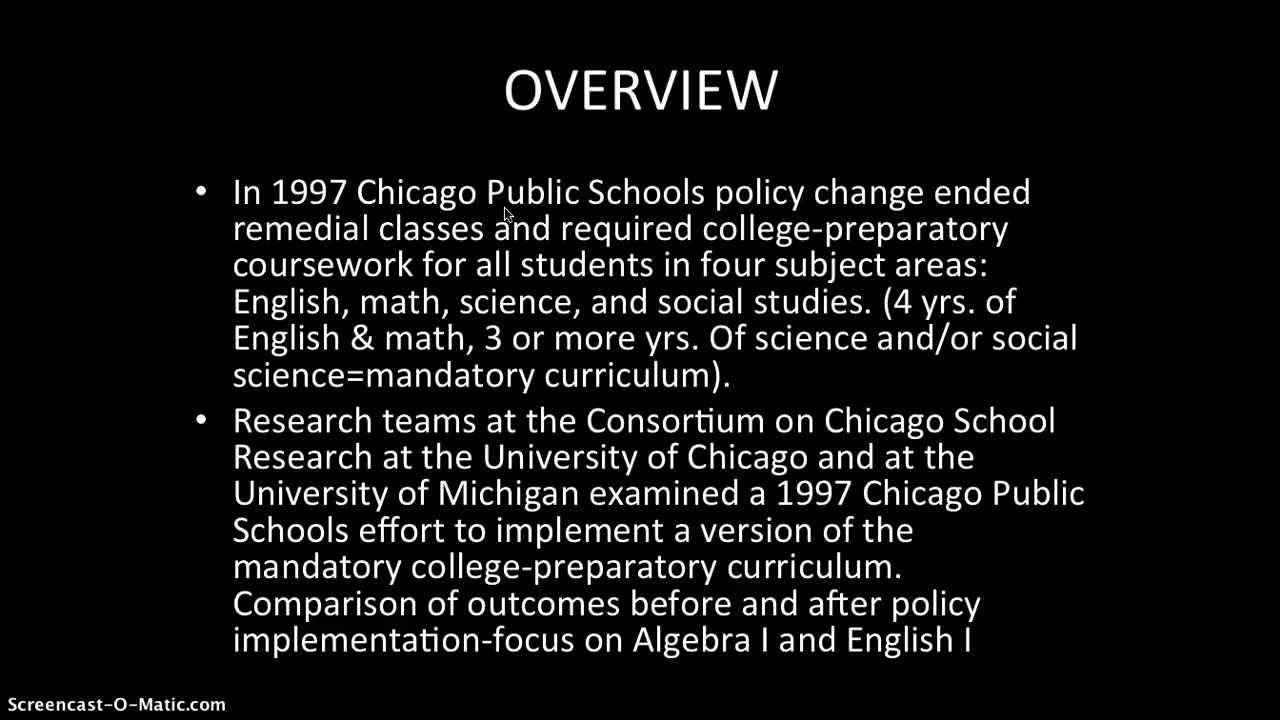 OVERVIEW
• In 1997 Chicago Public Schools policy change ended
remedial classes and required college-preparatory
coursework for all students in four subject areas:
English, math, science, and social studies. (4 yrs. of
English & math, 3 or more yrs. Of science and/or social
science=mandatory curriculum).
• Research teams at the Consortium on Chicago School
Research at the University of Chicago and at the
University of Michigan examined a 1997 Chicago Public
Schools effort to implement a version of the
mandatory college-preparatory curriculum.
Comparison of outcomes before and after policy
implementation-focus on Algebra I and English I
Screencast-O-Matic.com